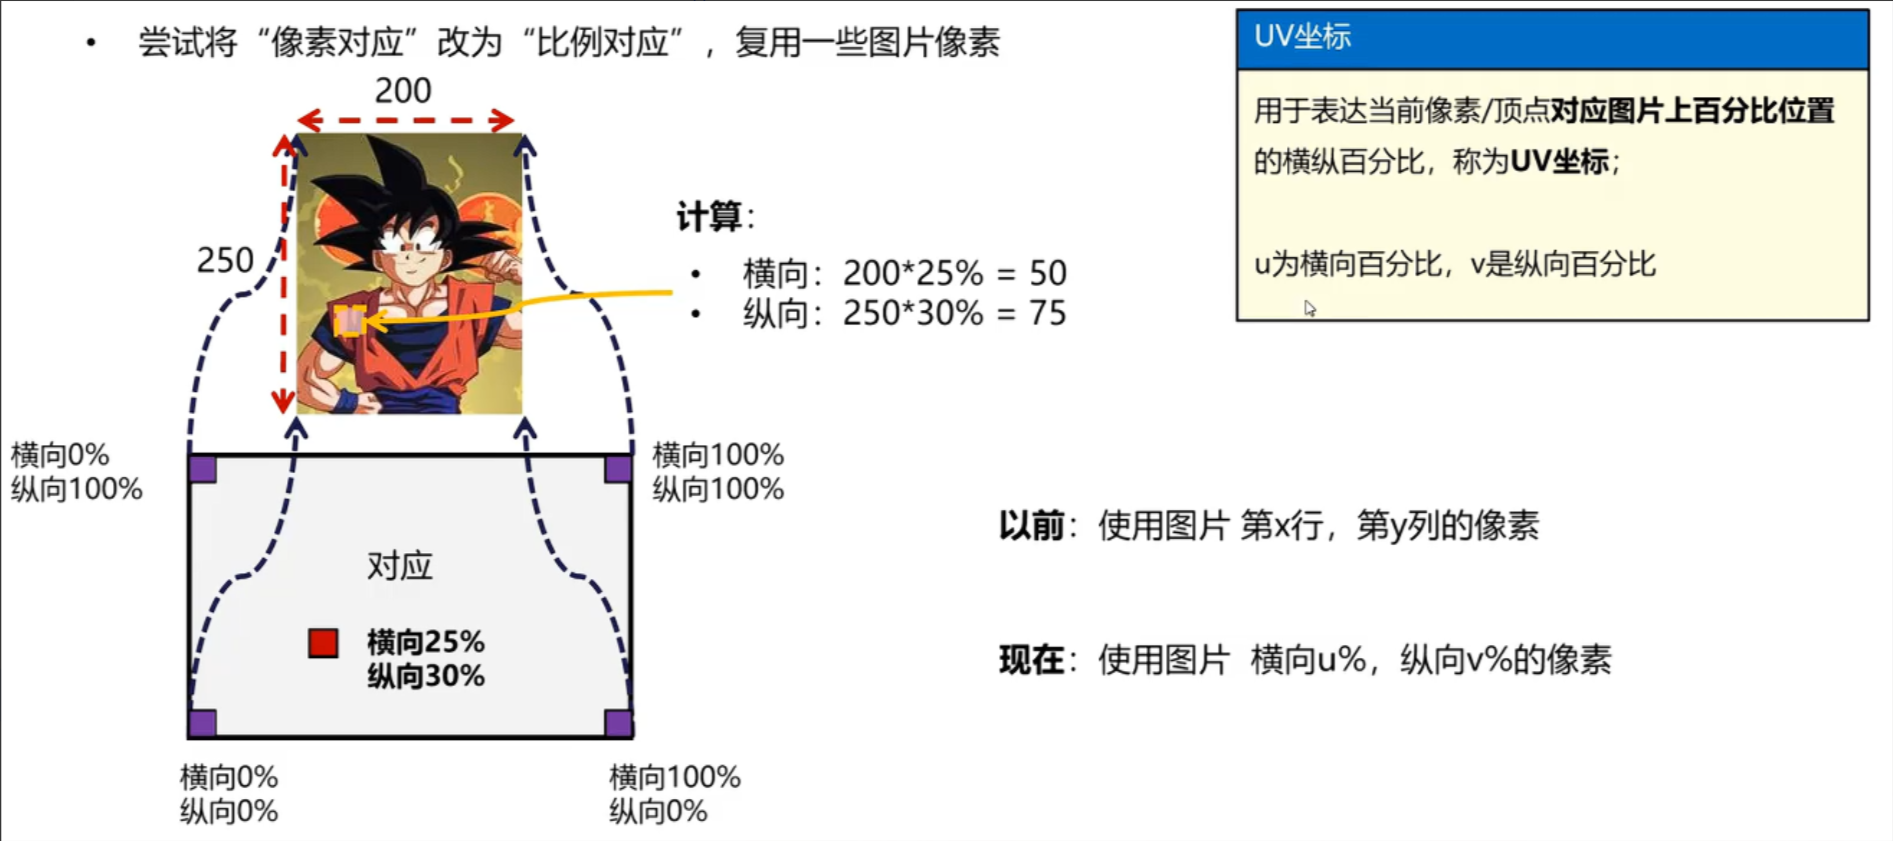 • 尝试将“像素对应”改为“比例对应”，复用一些图片像素
200
250
计算：
• 横向：200*25% = 50
• 纵向：250*30% = 75
UV坐标
用于表达当前像素/顶点对应图片上百分比位置
的横纵百分比，称为UV坐标；
u为横向百分比，v是纵向百分比
横向0%
纵向100%
横向100%
纵向100%
对应
横向25%
纵向30%
横向0%
纵向0%
横向100%
纵向0%
以前：使用图片 第x行，第y列的像素
现在：使用图片 横向u%，纵向v%的像素